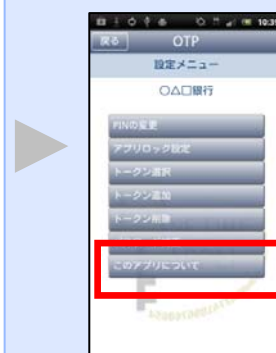 10:39
戻る OTP
設定メニュー
○△□銀行
PINの変更
アプリロック設定
トークン選択
トークン追加
トークン削除
このアプリについて